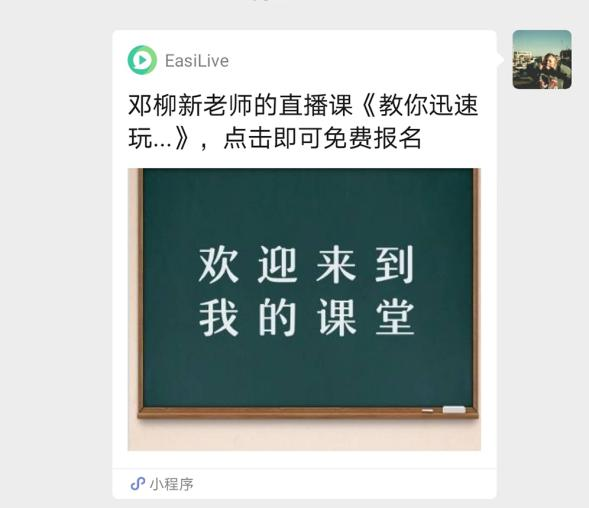 EasiLive
邓柳新老师的直播课《教你迅速
玩...》，点击即可免费报名
欢迎来到
我的课堂
小程序